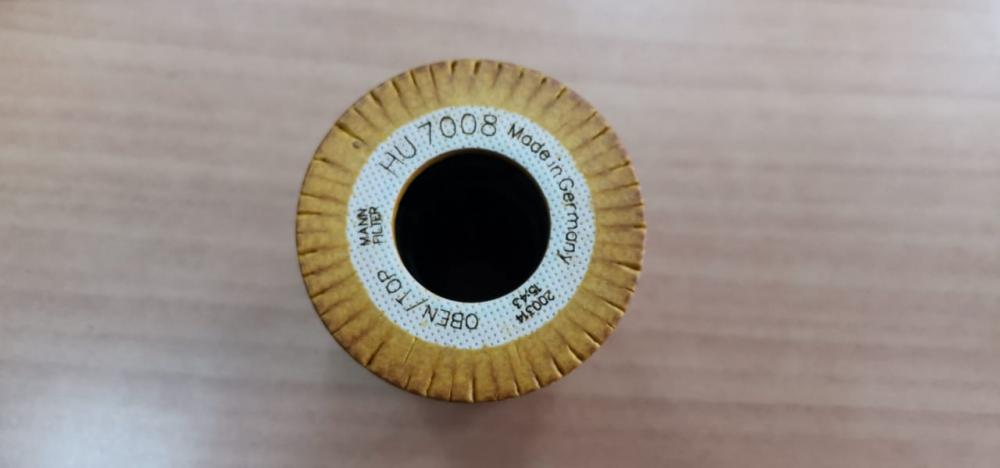 HU 7008
Made in Germany
200314
15:43
OBEN/TOP
MANN
FILTER